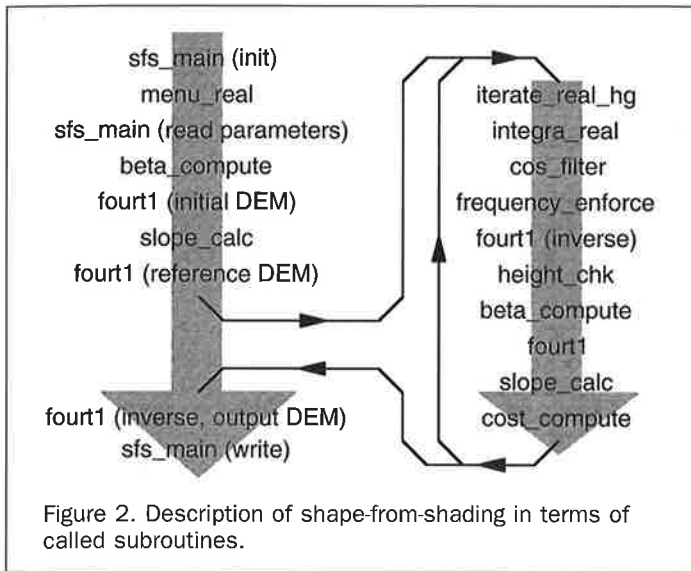 sfs_main (init)
menu_real
sfs_main (read parameters)
beta_compute
fourt1 (initial DEM)
slope_calc
fourt1 (reference DEM)
fourt1 (inverse, output DEM)
sfs_main (write)
iterate_real_hg
integra_real
cos_filter
frequency_enforce
fourt1 (inverse)
height_chk
beta_compute
fourt1
slope_calc
cost_compute
Figure 2. Description of shape-from-shading in terms of
called subroutines.